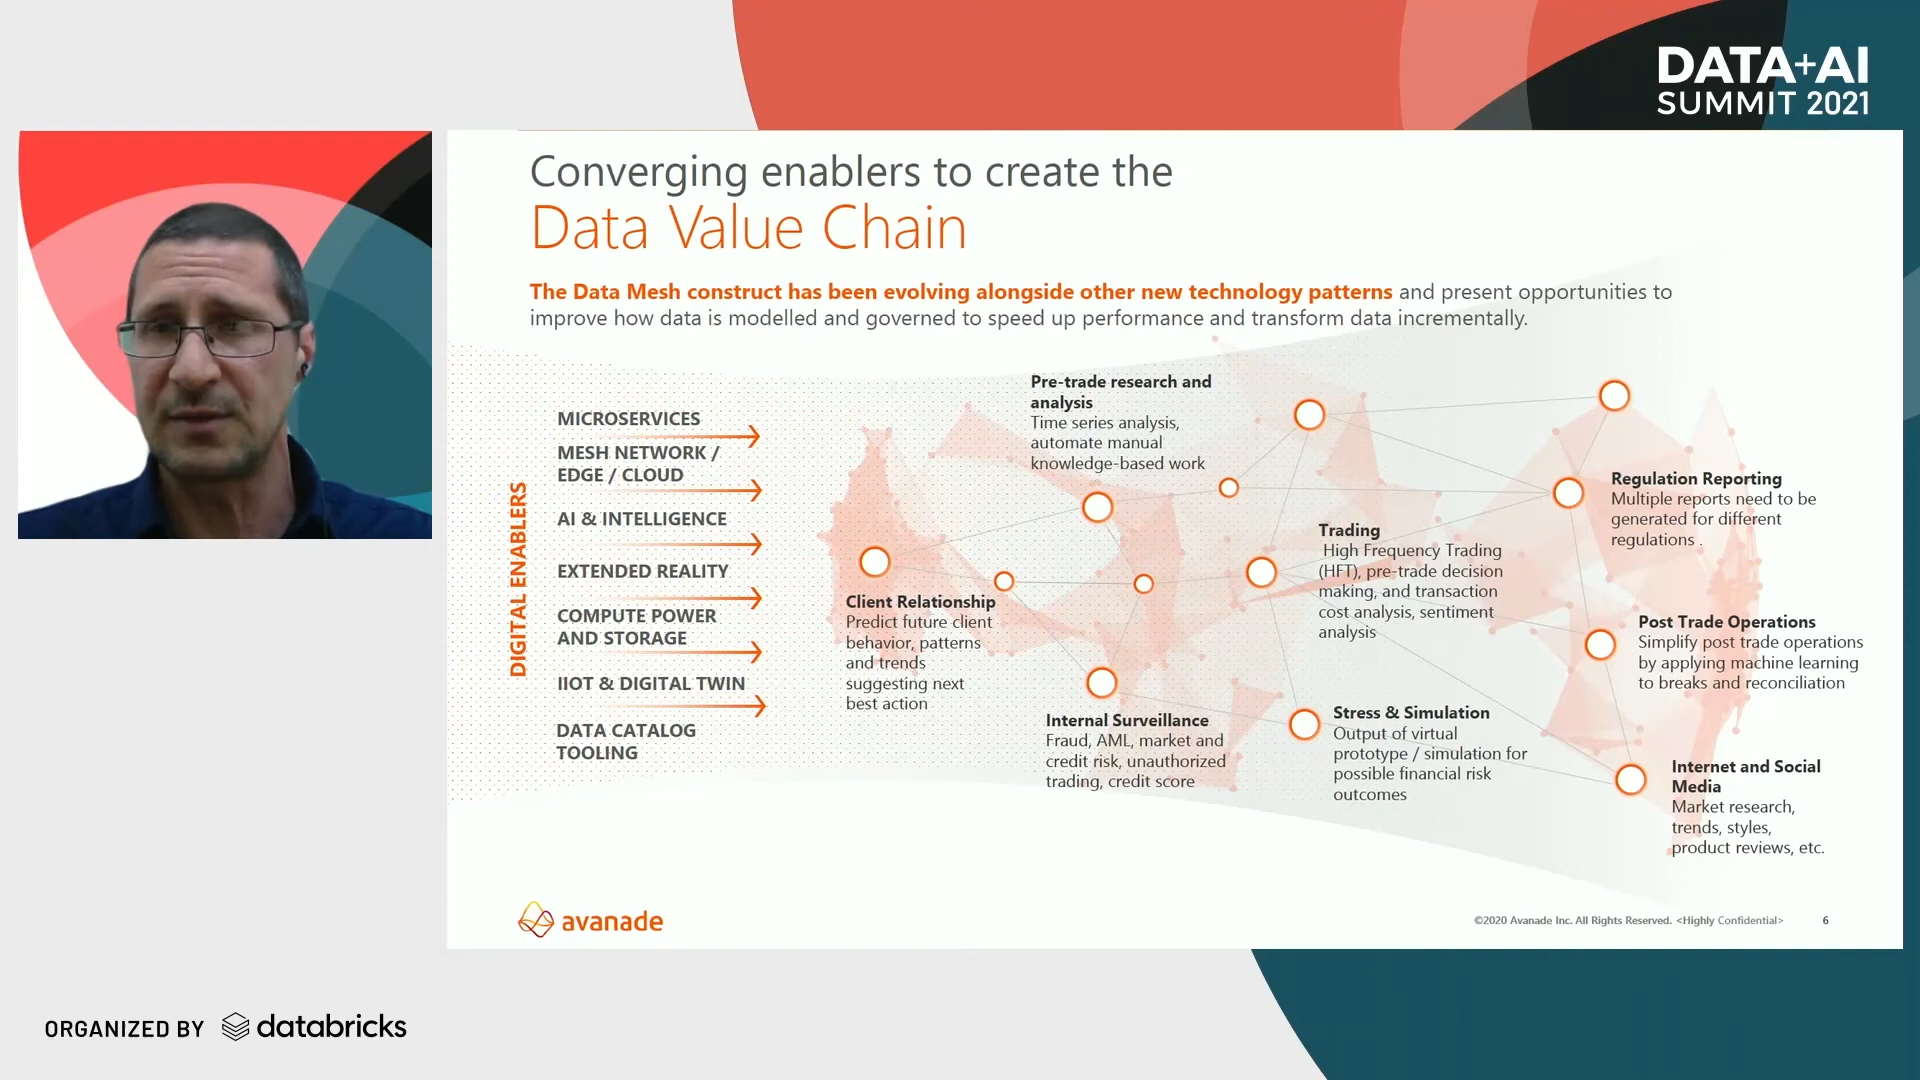 DATA+AI
SUMMIT 2021
Converging enablers to create the
Data Value Chain
The Data Mesh construct has been evolving alongside other new technology patterns and present opportunities to
improve how data is modelled and governed to speed up performance and transform data incrementally.
DIGITAL ENABLERS
MICROSERVICES
MESH NETWORK /
EDGE / CLOUD
AI & INTELLIGENCE
EXTENDED REALITY
COMPUTE POWER
AND STORAGE
IIOT & DIGITAL TWIN
DATA CATALOG
TOOLING
Client Relationship
Predict future client
behavior, patterns
and trends
suggesting next
best action
Pre-trade research and
analysis
Time series analysis,
automate manual
knowledge-based work
Internal Surveillance
Fraud, AML, market and
credit risk, unauthorized
trading, credit score
Trading
High Frequency Trading
(HFT), pre-trade decision
making, and transaction
cost analysis, sentiment
analysis
Stress & Simulation
Output of virtual
prototype / simulation for
possible financial risk
outcomes
Regulation Reporting
Multiple reports need to be
generated for different
regulations .
Post Trade Operations
Simplify post trade operations
by applying machine learning
to breaks and reconciliation
Internet and Social
Media
Market research,
trends, styles,
product reviews, etc.
avanade
©2020 Avanade Inc. All Rights Reserved. <Highly Confidential>
6
ORGANIZED BY databricks